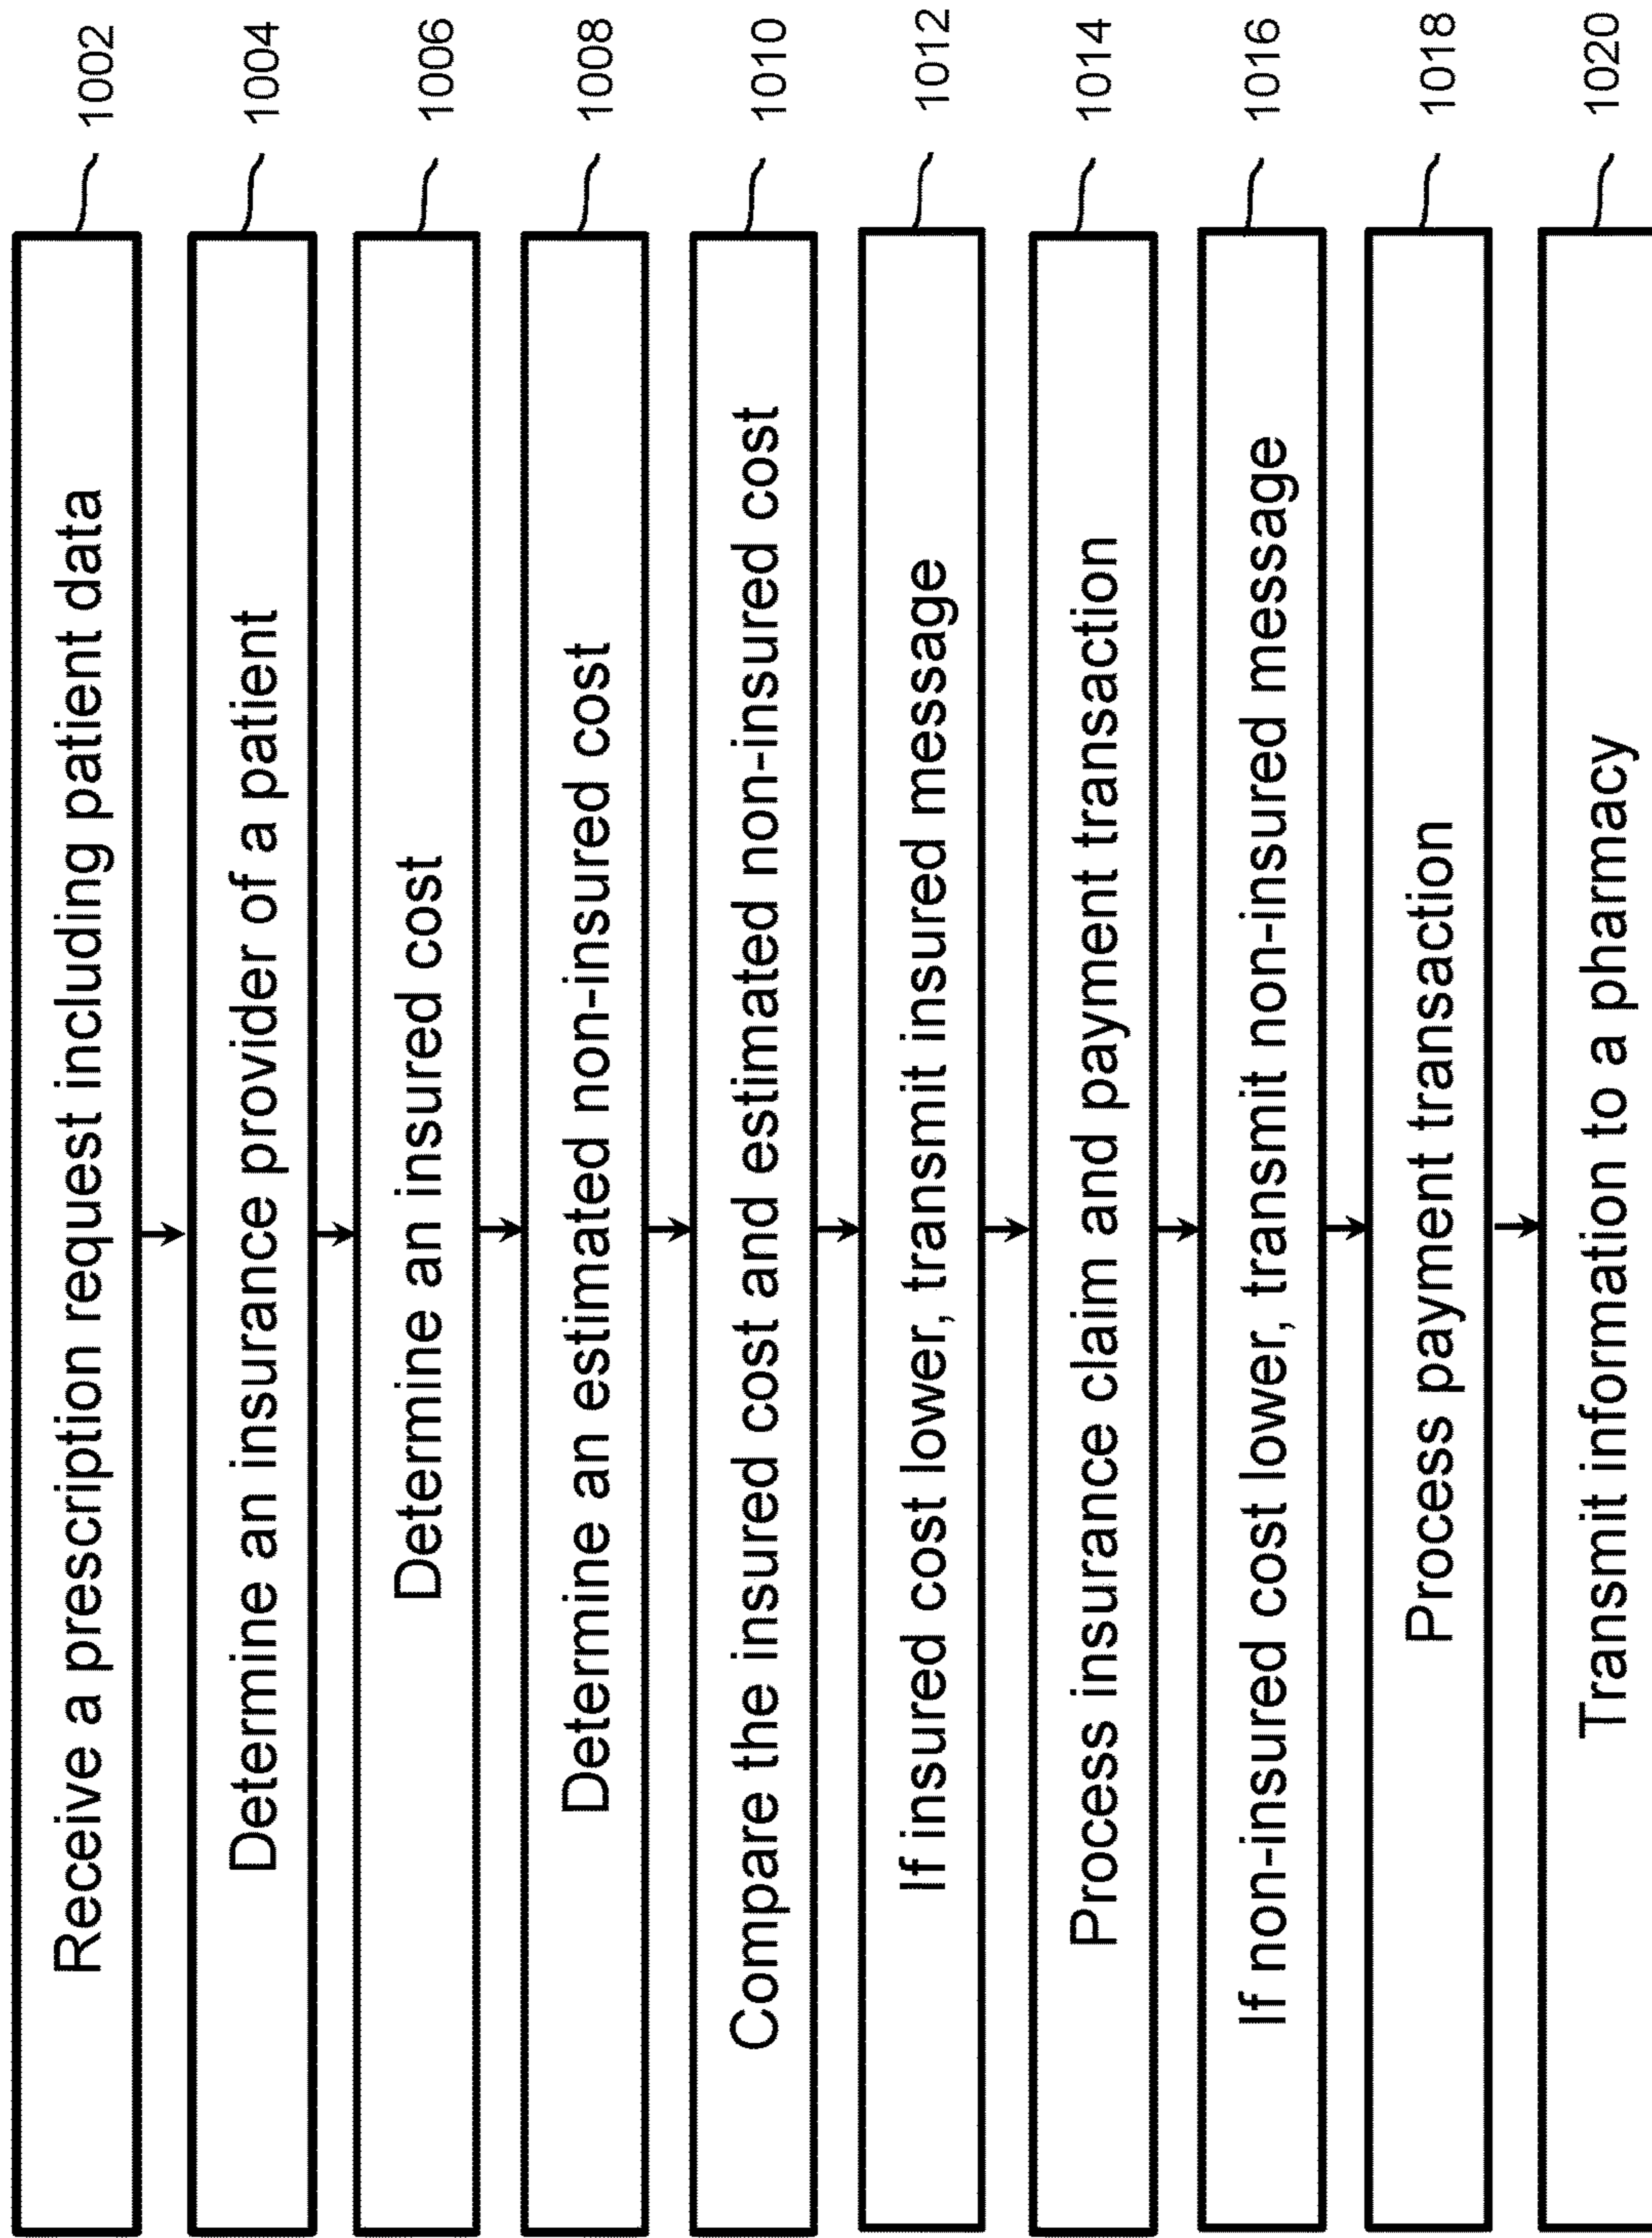 Receive a prescription request including patient data
1002
Determine an insurance provider of a patient
1004
Determine an insured cost
1006
Determine an estimated non-insured cost
1008
Compare the insured cost and estimated non-insured cost
1010
If insured cost lower, transmit insured message
1012
Process insurance claim and payment transaction
1014
If non-insured cost lower, transmit non-insured message
1016
Process payment transaction
1018
Transmit information to a pharmacy
1020